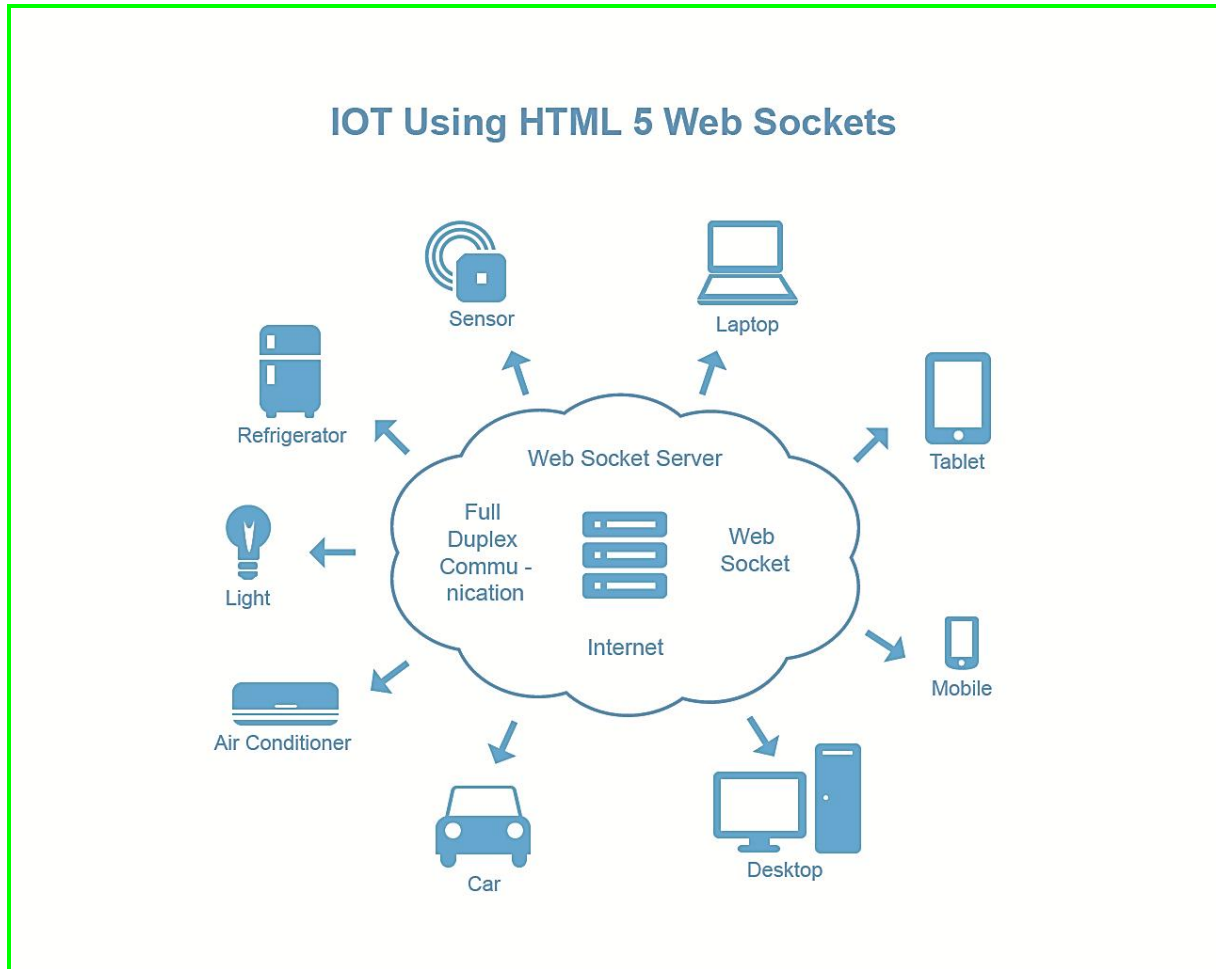 IOT Using HTML 5 Web Sockets
Sensor
Laptop
Refrigerator
Tablet
Web Socket Server
Full
Duplex
Commu -
nication
Web
Socket
Internet
Light
Mobile
Air Conditioner
Car
Desktop